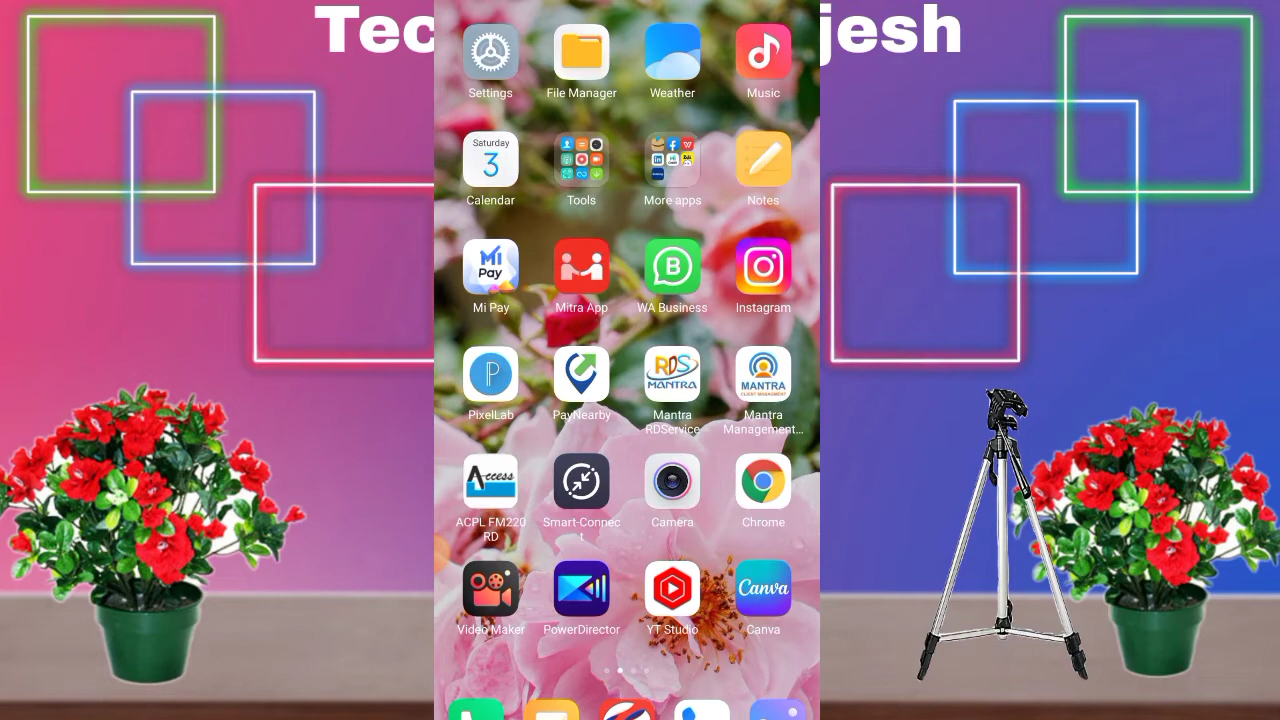 Tec
jesh
Settings
File Manager
Weather
Music
Saturday
3
Calendar
Tools
More apps
Notes
Mi
Pay
Mi Pay
Mitra App
B
WA Business
Instagram
P
PixelLab
PayNearby
RDS
MANTRA
Mantra
RDService
MANTRA
CLIENT MANAGMENT
Mantra
Management...
Access
ACPL FM220
RD
Smart-Connec
t
Camera
Chrome
Video Maker
PowerDirector
YT Studio
Canva
Canva